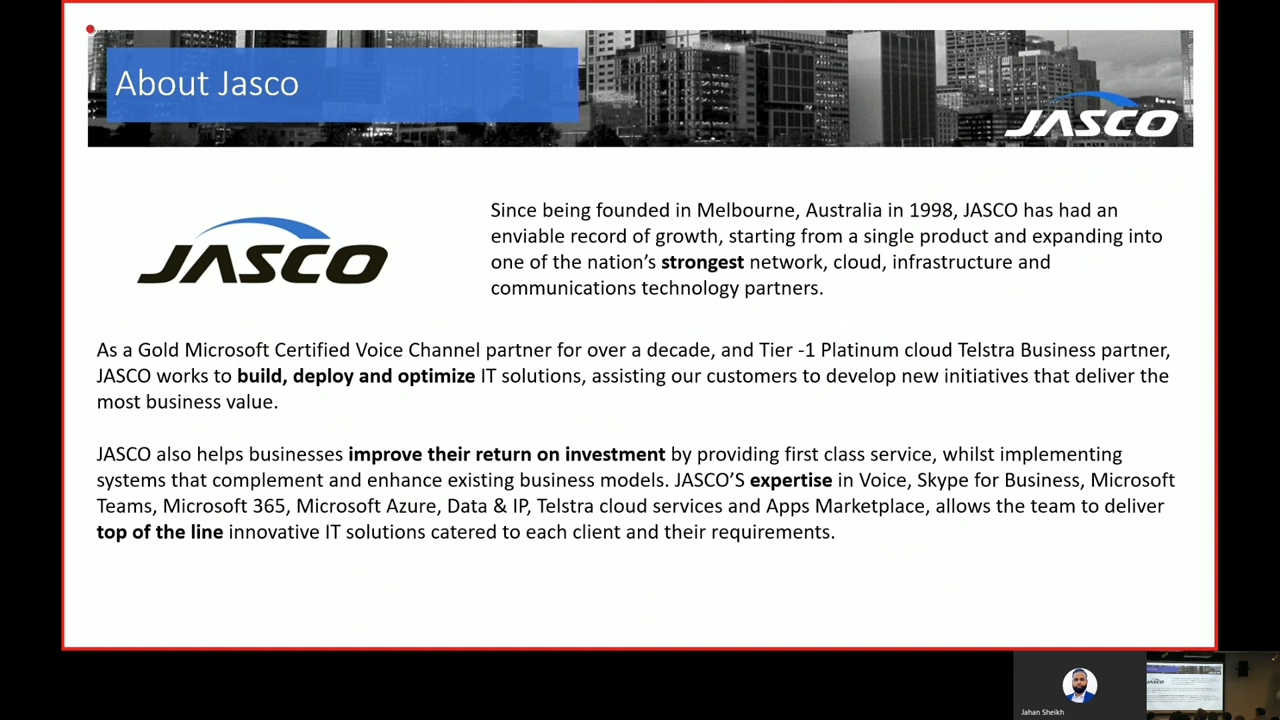 About Jasco
JASCO
JASCO
Since being founded in Melbourne, Australia in 1998, JASCO has had an
enviable record of growth, starting from a single product and expanding into
one of the nation's strongest network, cloud, infrastructure and
communications technology partners.
As a Gold Microsoft Certified Voice Channel partner for over a decade, and Tier -1 Platinum cloud Telstra Business partner,
JASCO works to build, deploy and optimize IT solutions, assisting our customers to develop new initiatives that deliver the
most business value.
JASCO also helps businesses improve their return on investment by providing first class service, whilst implementing
systems that complement and enhance existing business models. JASCO'S expertise in Voice, Skype for Business, Microsoft
Teams, Microsoft 365, Microsoft Azure, Data & IP, Telstra cloud services and Apps Marketplace, allows the team to deliver
top of the line innovative IT solutions catered to each client and their requirements.
Jahan Sheikh